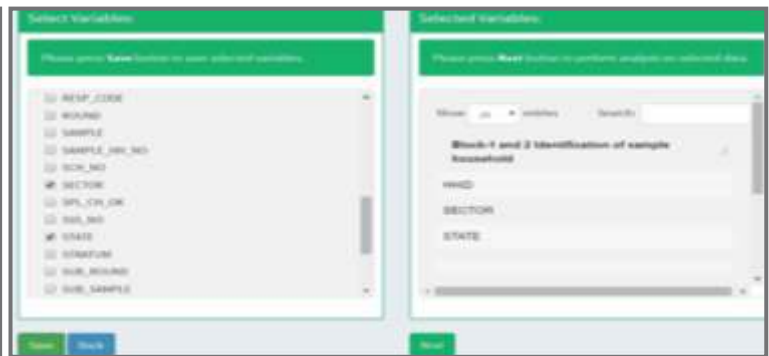 Select Variables:
Please press Save button to save selected variables.
RESP_CODE
ROUND
SAMPLE
SAMPLE_HH_NO
SCH_NO
SECTOR
SSS_NO
STATE
STRATUM
SUB_ROUND
SUB_SAMPLE
Save Back
Selected Variables:
Please press Next button to perform analysis on selected data.
Show entries Search:
Block-1 and 2 Identification of sample
household
HHID
SECTOR
STATE
Next